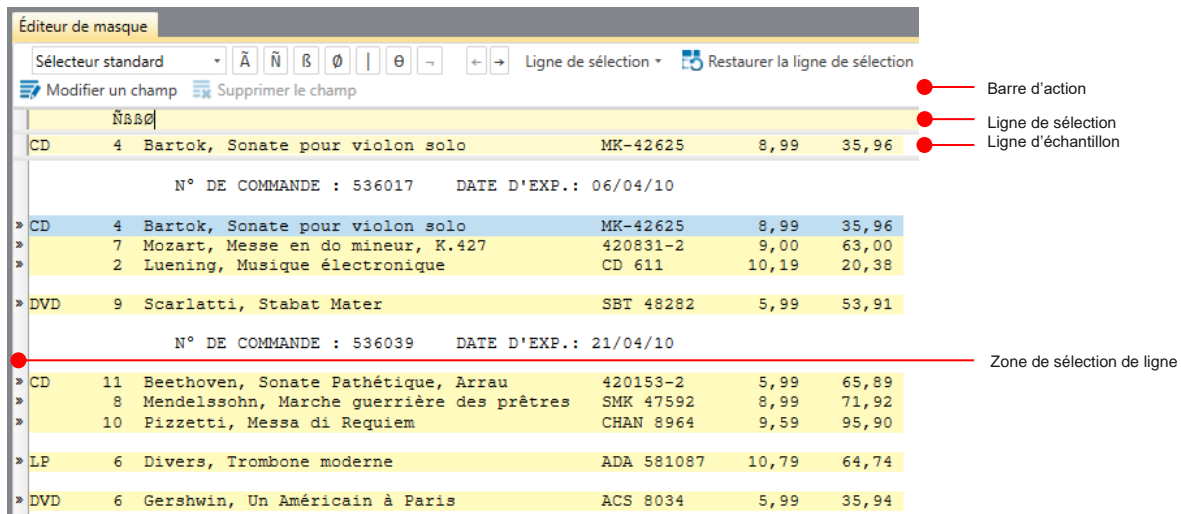 Éditeur de masque
Sélecteur standard Ã Ñ ß Ø | θ ¬ ← → Ligne de sélection Restaurer la ligne de sélection
Modifier un champ Supprimer le champ
Barre d'action
ÑßßØ
Ligne de sélection
CD 4 Bartok, Sonate pour violon solo MK-42625 8,99 35,96
Ligne d'échantillon
N° DE COMMANDE : 536017 DATE D'EXP.: 06/04/10
» CD 4 Bartok, Sonate pour violon solo MK-42625 8,99 35,96
» 7 Mozart, Messe en do mineur, K.427 420831-2 9,00 63,00
» 2 Luening, Musique électronique CD 611 10,19 20,38
» DVD 9 Scarlatti, Stabat Mater SBT 48282 5,99 53,91
N° DE COMMANDE : 536039 DATE D'EXP.: 21/04/10
Zone de sélection de ligne
» CD 11 Beethoven, Sonate Pathétique, Arrau 420153-2 5,99 65,89
» 8 Mendelssohn, Marche guerrière des prêtres SMK 47592 8,99 71,92
» 10 Pizzetti, Messa di Requiem CHAN 8964 9,59 95,90
» LP 6 Divers, Trombone moderne ADA 581087 10,79 64,74
» DVD 6 Gershwin, Un Américain à Paris ACS 8034 5,99 35,94